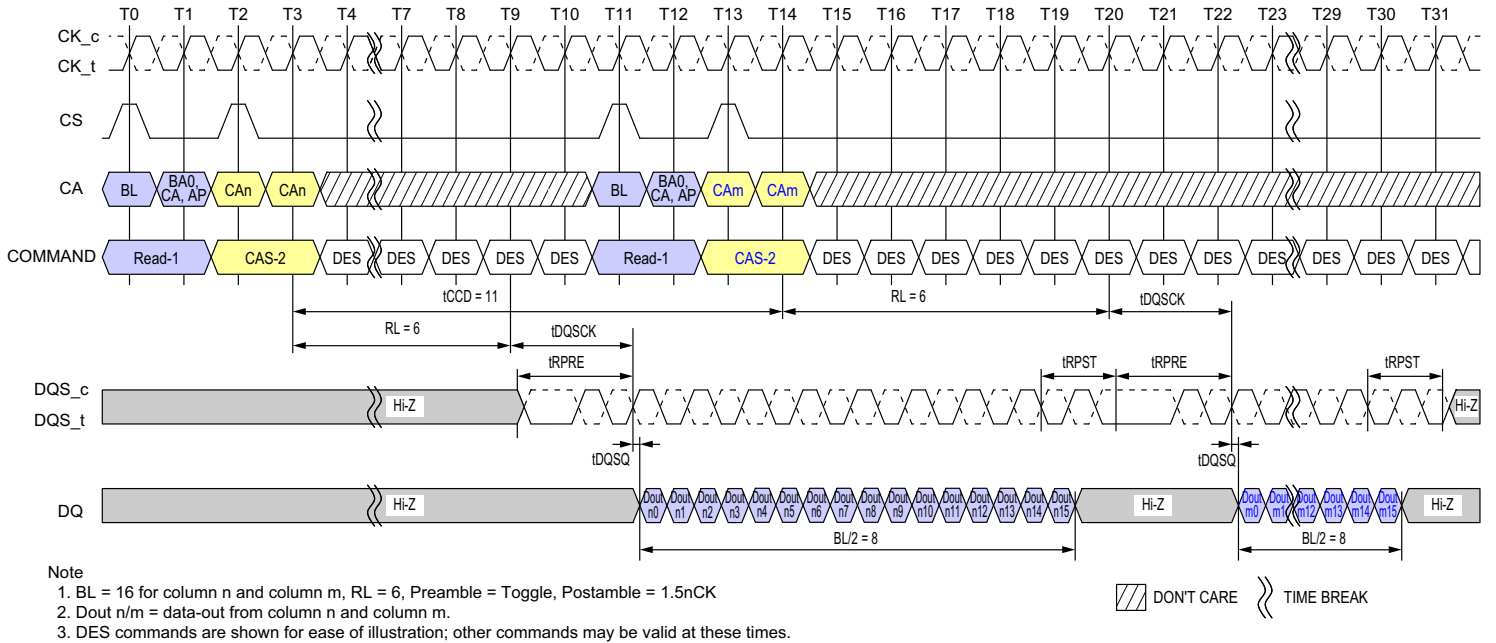 T0 T1 T2 T3 T4 T7 T8 T9 T10 T11 T12 T13 T14 T15 T16 T17 T18 T19 T20 T21 T22 T23 T29 T30 T31
CK_c
CK_t
CS
CA BL BA0, CA, AP CAn CAn BL BA0, CA, AP CAm CAm
COMMAND Read-1 CAS-2 DES DES DES DES DES Read-1 CAS-2 DES DES DES DES DES DES DES DES DES DES DES DES
tCCD = 11 RL = 6 tDQSCK
RL = 6 tDQSCK
tRPRE tRPST tRPRE tRPST
DQS_c
DQS_t
Hi-Z Hi-Z
tDQSQ tDQSQ
DQ Hi-Z Dout n0 Dout n1 Dout n2 Dout n3 Dout n4 Dout n5 Dout n6 Dout n7 Dout n8 Dout n9 Dout n10 Dout n11 Dout n12 Dout n13 Dout n14 Dout n15 Hi-Z Dout m0 Dout m1 Dout m12 Dout m13 Dout m14 Dout m15 Hi-Z
BL/2 = 8 BL/2 = 8
Note
1. BL = 16 for column n and column m, RL = 6, Preamble = Toggle, Postamble = 1.5nCK
2. Dout n/m = data-out from column n and column m.
3. DES commands are shown for ease of illustration; other commands may be valid at these times.
DON'T CARE TIME BREAK